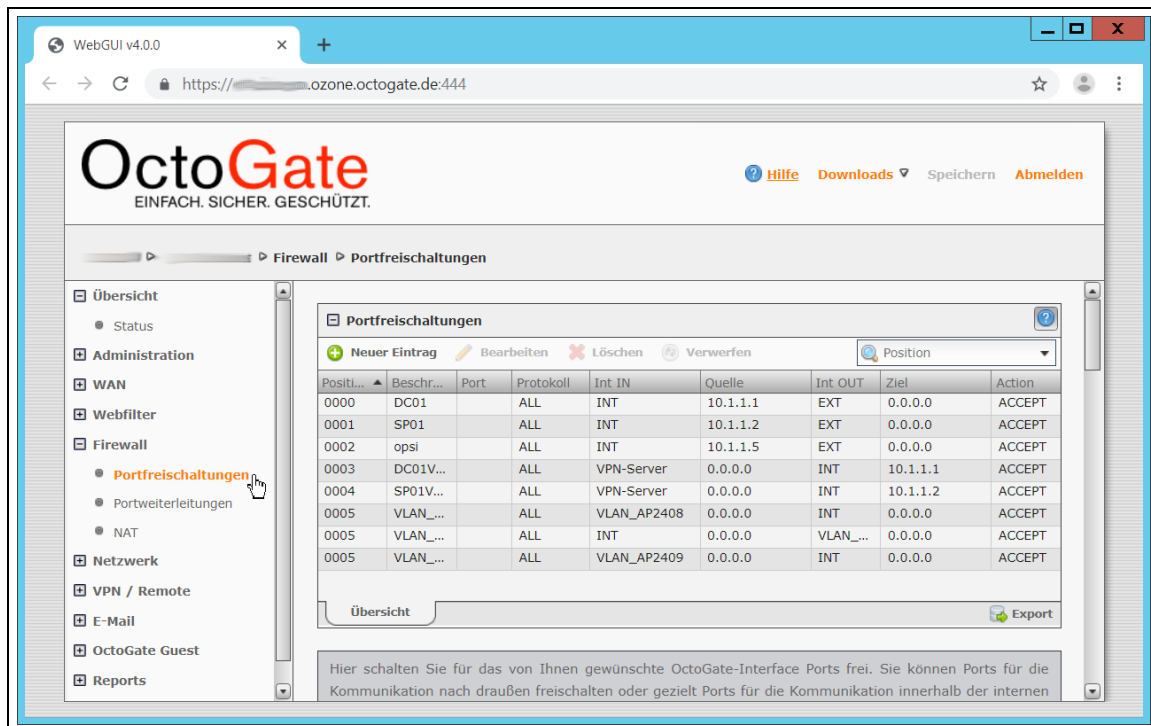 WebGUI v4.0.0
https:// .ozone.octogate.de:444
OctoGate
EINFACH. SICHER. GESCHÜTZT.
Hilfe Downloads Speichern Abmelden
Firewall Portfreischaltungen
Übersicht
Status
Administration
WAN
Webfilter
Firewall
Portfreischaltungen
Portweiterleitungen
NAT
Netzwerk
VPN / Remote
E-Mail
OctoGate Guest
Reports
Portfreischaltungen
Neuer Eintrag Bearbeiten Löschen Verwerfen Position
Positi... Beschr... Port Protokoll Int IN Quelle Int OUT Ziel Action
0000 DC01 ALL INT 10.1.1.1 EXT 0.0.0.0 ACCEPT
0001 SP01 ALL INT 10.1.1.2 EXT 0.0.0.0 ACCEPT
0002 opsi ALL INT 10.1.1.5 EXT 0.0.0.0 ACCEPT
0003 DC01V... ALL VPN-Server 0.0.0.0 INT 10.1.1.1 ACCEPT
0004 SP01V... ALL VPN-Server 0.0.0.0 INT 10.1.1.2 ACCEPT
0005 VLAN_... ALL VLAN_AP2408 0.0.0.0 INT 0.0.0.0 ACCEPT
0005 VLAN_... ALL INT 0.0.0.0 VLAN_... 0.0.0.0 ACCEPT
0005 VLAN_... ALL VLAN_AP2409 0.0.0.0 INT 0.0.0.0 ACCEPT
Übersicht Export
Hier schalten Sie für das von Ihnen gewünschte OctoGate-Interface Ports frei. Sie können Ports für die
Kommunikation nach draußen freischalten oder gezielt Ports für die Kommunikation innerhalb der internen